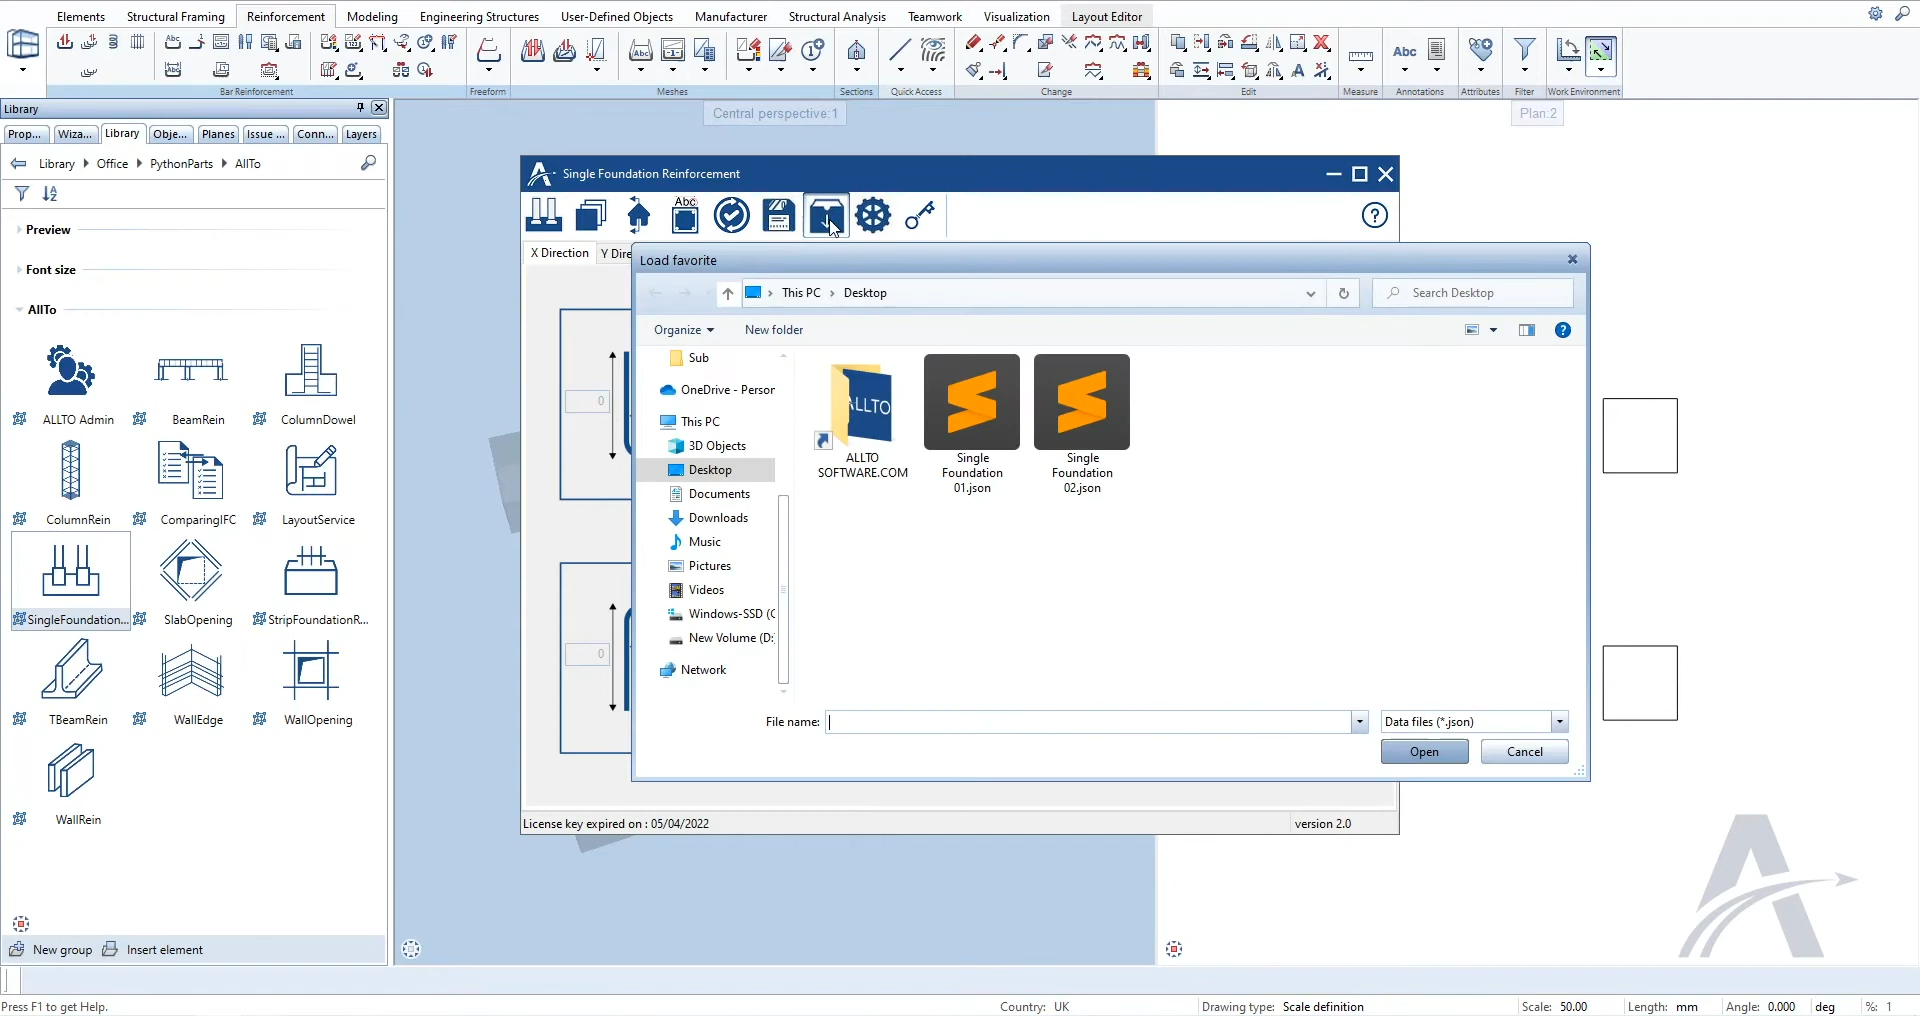 Elements Structural Framing Reinforcement Modeling Engineering Structures User-Defined Objects Manufacturer Structural Analysis Teamwork Visualization Layout Editor
Abc Abc Abc
Bar Reinforcement Freeform Meshes Sections Quick Access Change Edit Measure Annotations Attributes Filter Work Environment
Library
Prop... Wiza... Library Obje... Planes Issue ... Conn... Layers
Library Office PythonParts AllTo
Preview
Font size
AllTo
ALLTO Admin BeamRein ColumnDowel
ColumnRein ComparingIFC LayoutService
SingleFoundation... SlabOpening StripFoundationR...
TBeamRein WallEdge WallOpening
WallRein
New group Insert element
Central perspective:1
Plan:2
Single Foundation Reinforcement
Abc
X Direction Y Dire
0
0
License key expired on : 05/04/2022 version 2.0
Load favorite
This PC › Desktop
Search Desktop
Organize New folder
Sub
OneDrive - Person
This PC
3D Objects
Desktop
Documents
Downloads
Music
Pictures
Videos
Windows-SSD (C
New Volume (D:
Network
ALLTO
ALLTO SOFTWARE.COM
Single Foundation 01.json
Single Foundation 02.json
File name: Data files (*.json)
Open Cancel
Press F1 to get Help. Country: UK Drawing type: Scale definition Scale: 50.00 Length: mm Angle: 0.000 deg %: 1